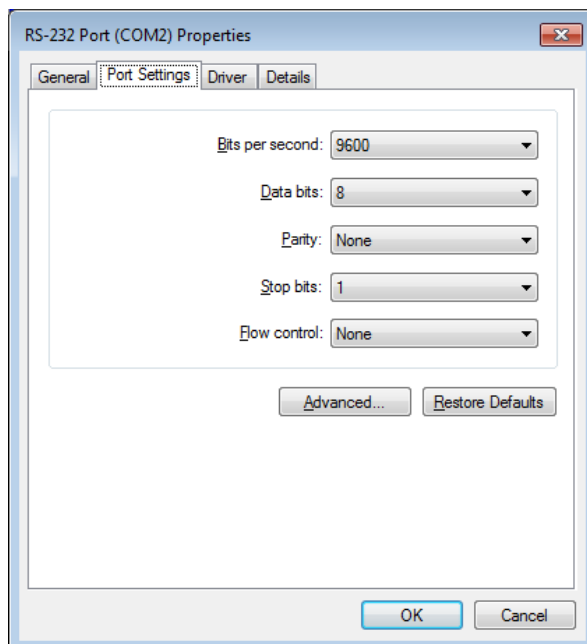 RS-232 Port (COM2) Properties
General Port Settings Driver Details
Bits per second: 9600
Data bits: 8
Parity: None
Stop bits: 1
Flow control: None
Advanced... Restore Defaults
OK Cancel